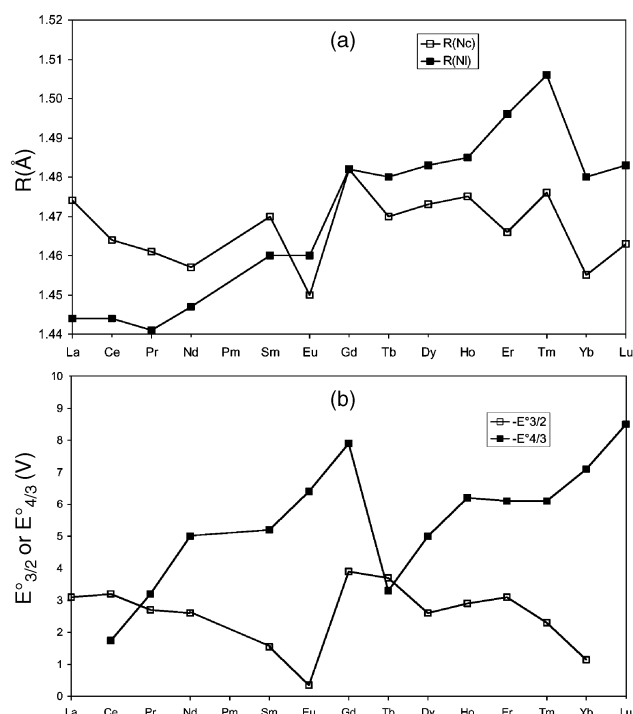 (a)
R(Nc)
R(Nl)
1.52
1.51
1.50
1.49
1.48
1.47
1.46
1.45
1.44
R(Å)
La Ce Pr Nd Pm Sm Eu Gd Tb Dy Ho Er Tm Yb Lu
(b)
-E°3/2
-E°4/3
10
9
8
7
6
5
4
3
2
1
0
E°3/2 or E°4/3 (V)
La Ce Pr Nd Pm Sm Eu Gd Tb Dy Ho Er Tm Yb Lu